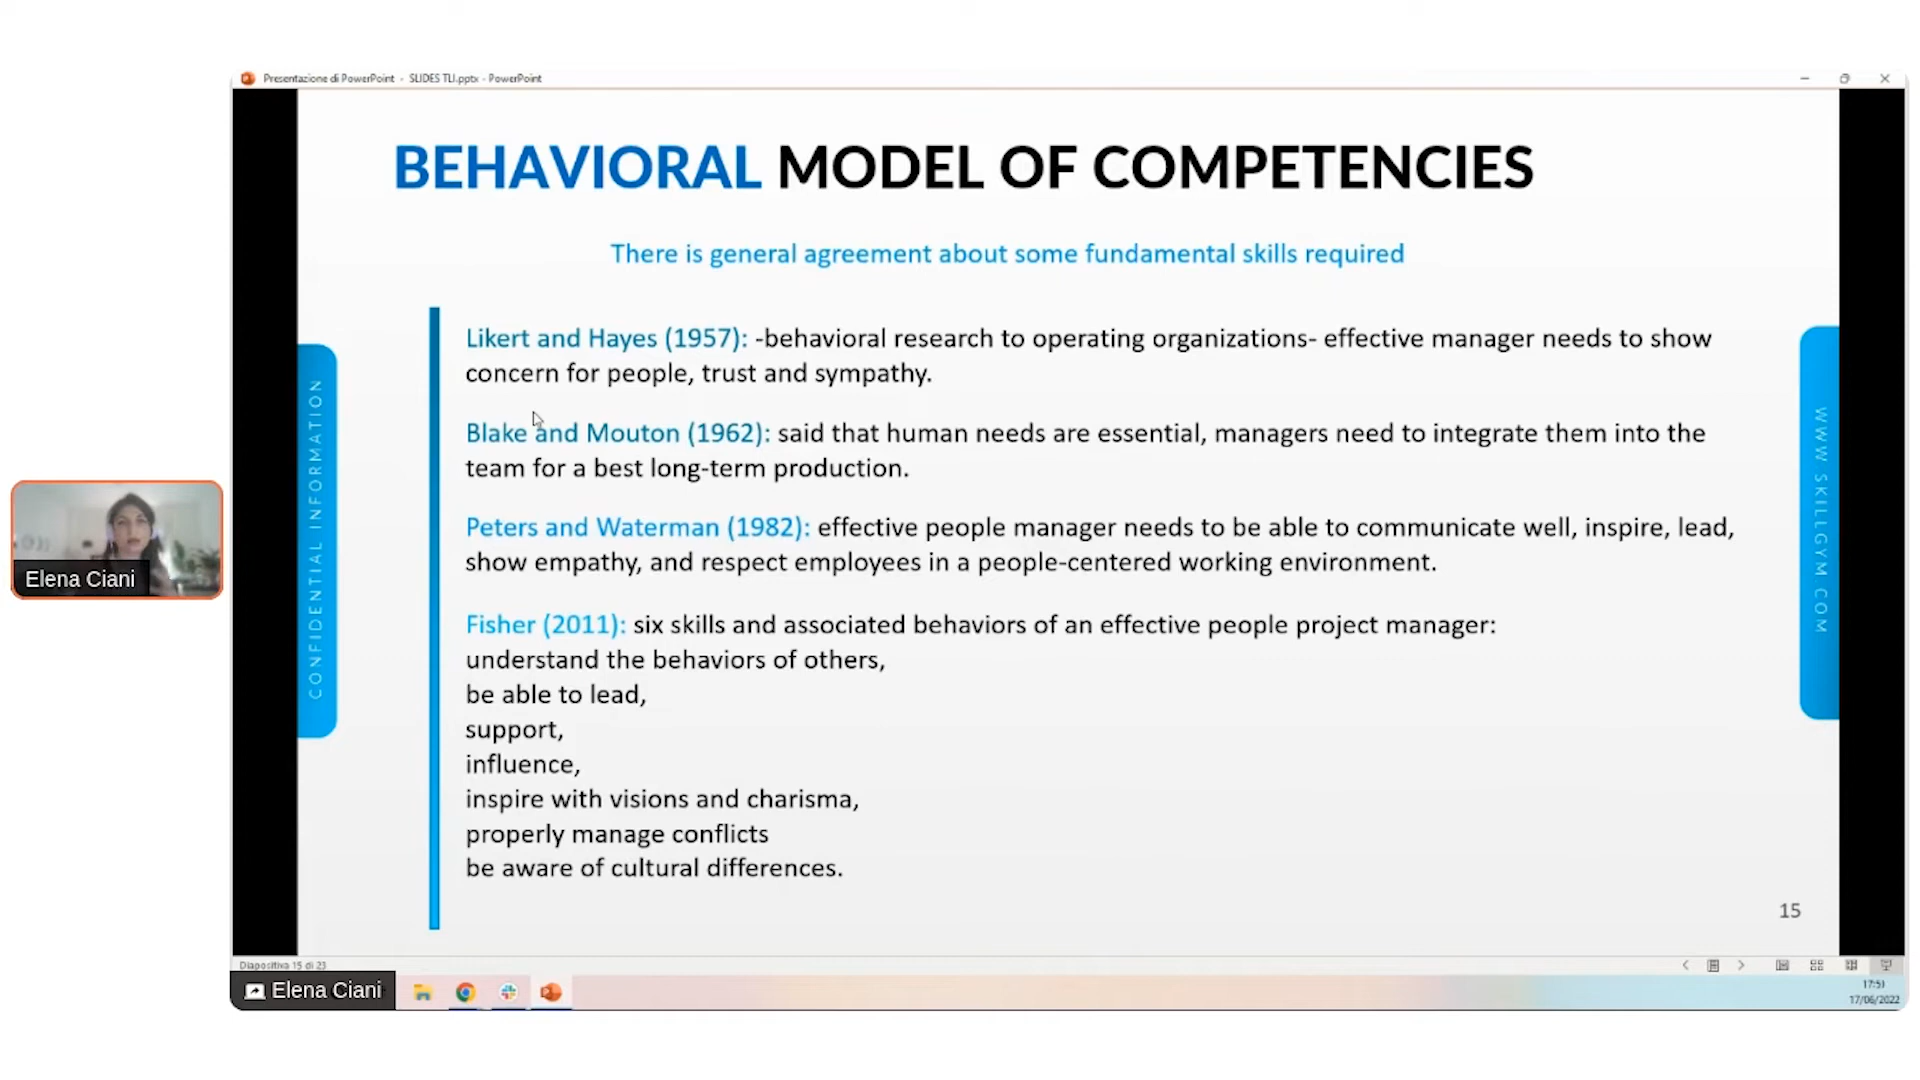 Presentazione di PowerPoint - SLIDES TLI.pptx - PowerPoint
BEHAVIORAL MODEL OF COMPETENCIES
There is general agreement about some fundamental skills required
Likert and Hayes (1957): -behavioral research to operating organizations- effective manager needs to show
concern for people, trust and sympathy.
Blake and Mouton (1962): said that human needs are essential, managers need to integrate them into the
team for a best long-term production.
Peters and Waterman (1982): effective people manager needs to be able to communicate well, inspire, lead,
show empathy, and respect employees in a people-centered working environment.
Fisher (2011): six skills and associated behaviors of an effective people project manager:
understand the behaviors of others,
be able to lead,
support,
influence,
inspire with visions and charisma,
properly manage conflicts
be aware of cultural differences.
CONFIDENTIAL INFORMATION
WWW SKILLGYM COM
15
Elena Ciani
Diapositiva 15 di 23
Elena Ciani
17:51
17/06/2022